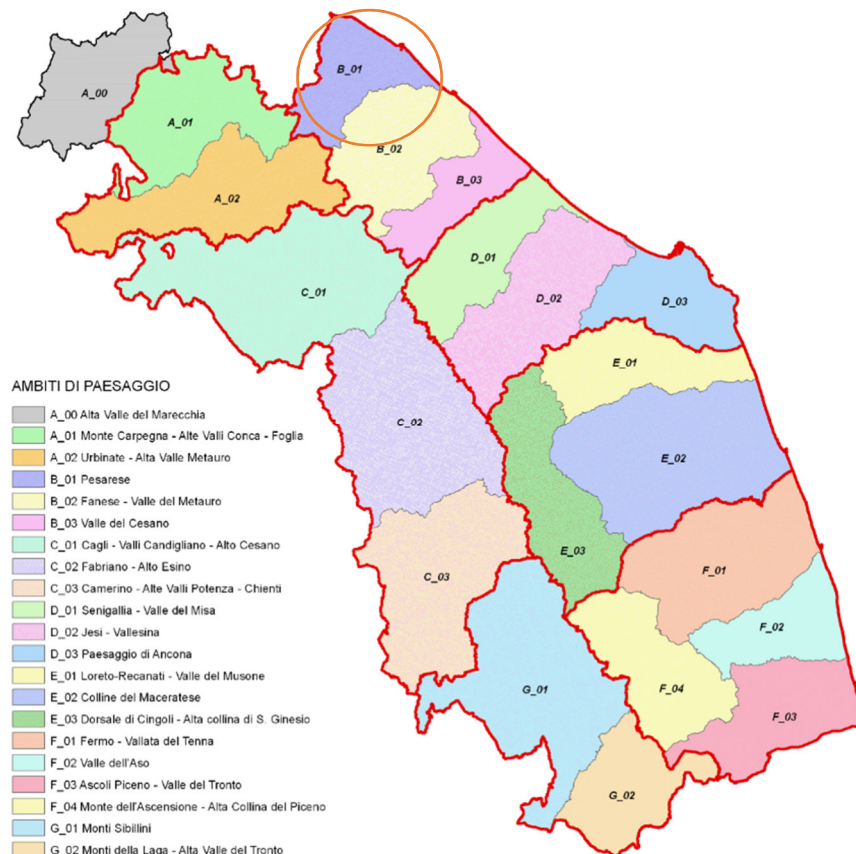 A_00
A_01
A_02
B_01
B_02
B_03
C_01
D_01
D_02
D_03
E_01
C_02
E_02
E_03
C_03
F_01
F_02
G_01
F_04
F_03
G_02
AMBITI DI PAESAGGIO
A_00 Alta Valle del Marecchia
A_01 Monte Carpegna - Alte Valli Conca - Foglia
A_02 Urbinate - Alta Valle Metauro
B_01 Pesarese
B_02 Fanese - Valle del Metauro
B_03 Valle del Cesano
C_01 Cagli - Valli Candigliano - Alto Cesano
C_02 Fabriano - Alto Esino
C_03 Camerino - Alte Valli Potenza - Chienti
D_01 Senigallia - Valle del Misa
D_02 Jesi - Vallesina
D_03 Paesaggio di Ancona
E_01 Loreto-Recanati - Valle del Musone
E_02 Colline del Maceratese
E_03 Dorsale di Cingoli - Alta collina di S. Ginesio
F_01 Fermo - Vallata del Tenna
F_02 Valle dell'Aso
F_03 Ascoli Piceno - Valle del Tronto
F_04 Monte dell'Ascensione - Alta Collina del Piceno
G_01 Monti Sibillini
G_02 Monti della Laga - Alta Valle del Tronto